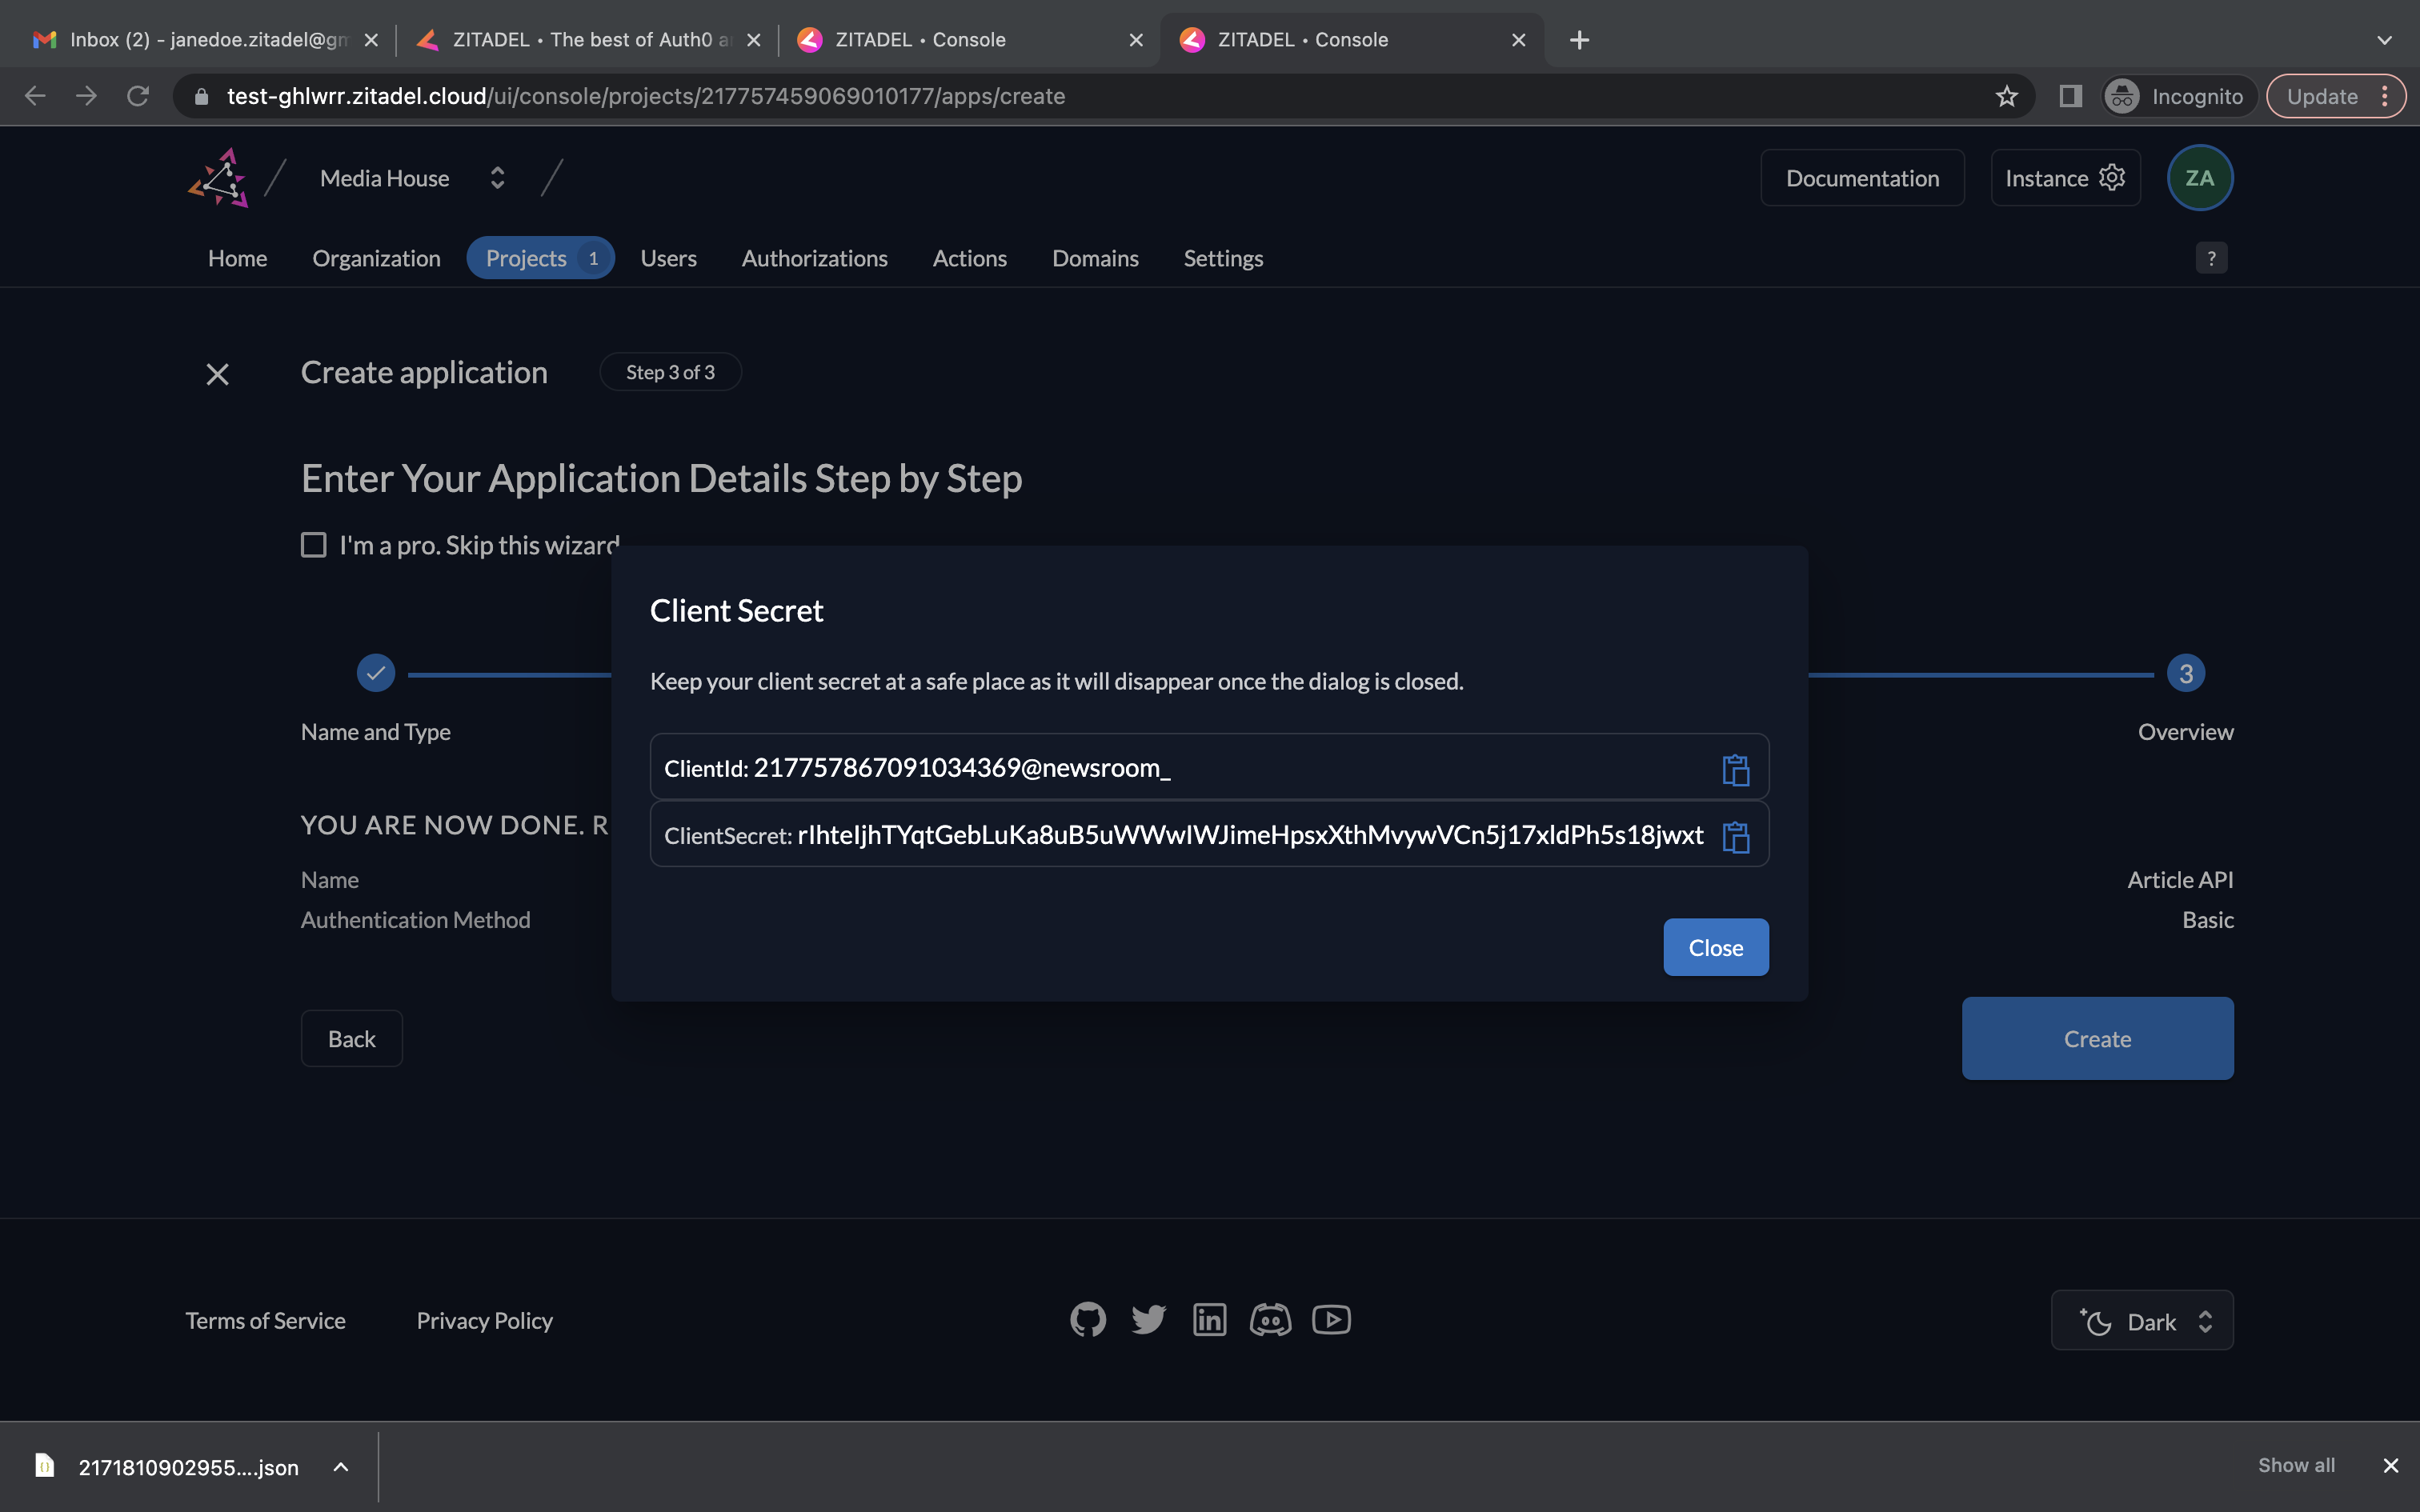 Inbox (2) - janedoe.zitadel@gm
ZITADEL • The best of Auth0 a
ZITADEL • Console
ZITADEL • Console
test-ghlwrr.zitadel.cloud/ui/console/projects/217757459069010177/apps/create
Incognito
Update
Media House
Documentation
Instance
ZA
Home
Organization
Projects 1
Users
Authorizations
Actions
Domains
Settings
?
Create application
Step 3 of 3
Enter Your Application Details Step by Step
I'm a pro. Skip this wizard
Client Secret
Keep your client secret at a safe place as it will disappear once the dialog is closed.
3
Name and Type
Overview
ClientId: 217757867091034369@newsroom_
YOU ARE NOW DONE. R
ClientSecret: rIhteIjhTYqtGebLuKa8uB5uWWwlWJimeHpsxXthMvywVCn5j17xldPh5s18jwxt
Name
Article API
Authentication Method
Basic
Close
Back
Create
Terms of Service
Privacy Policy
Dark
2171810902955....json
Show all